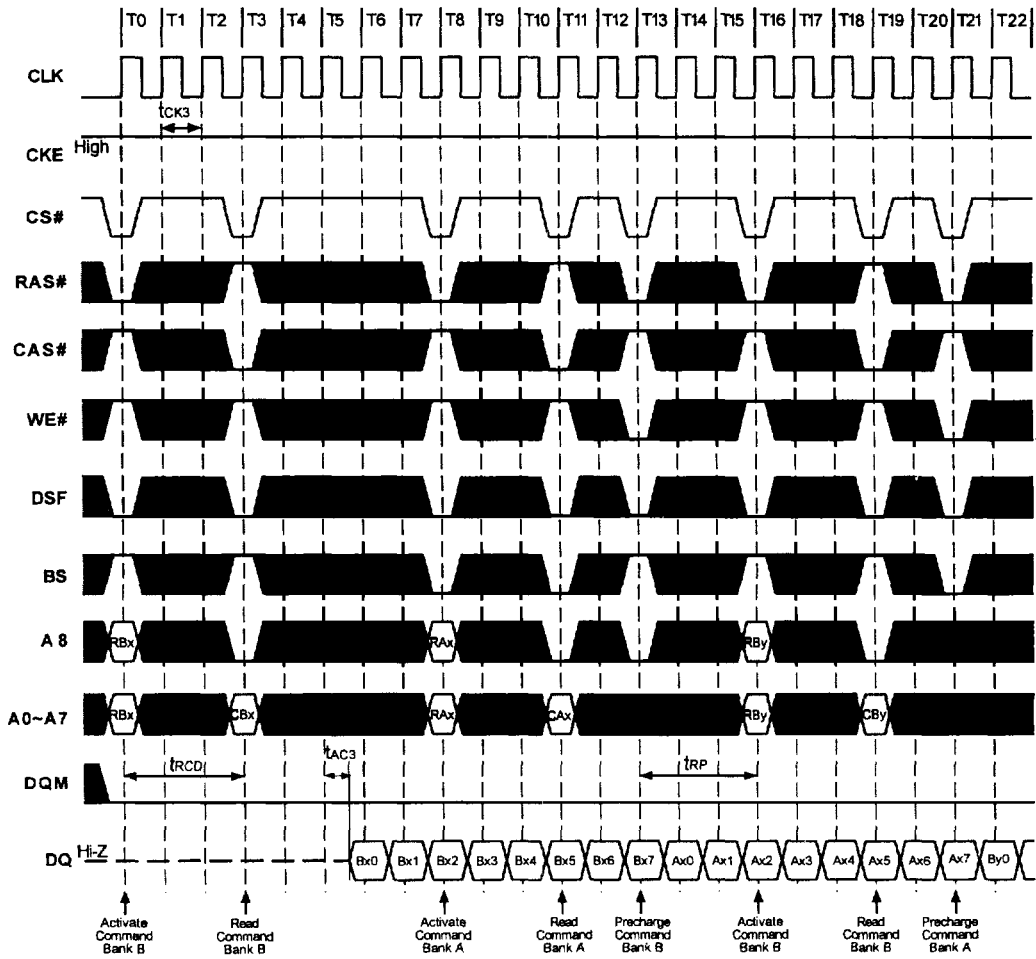 T0 T1 T2 T3 T4 T5 T6 T7 T8 T9 T10 T11 T12 T13 T14 T15 T16 T17 T18 T19 T20 T21 T22
CLK
tCK3
High
CKE
CS#
RAS#
CAS#
WE#
DSF
BS
A8 RBx RAx RBy
A0~A7 RBx CBx RAx CAx RBy CBy
tRCD tAC3 tRP
DQM
Hi-Z
DQ Bx0 Bx1 Bx2 Bx3 Bx4 Bx5 Bx6 Bx7 Ax0 Ax1 Ax2 Ax3 Ax4 Ax5 Ax6 Ax7 By0
Activate Read Activate Read Precharge Activate Read Precharge
Command Command Command Command Command Command Command Command
Bank B Bank B Bank A Bank A Bank B Bank B Bank B Bank A